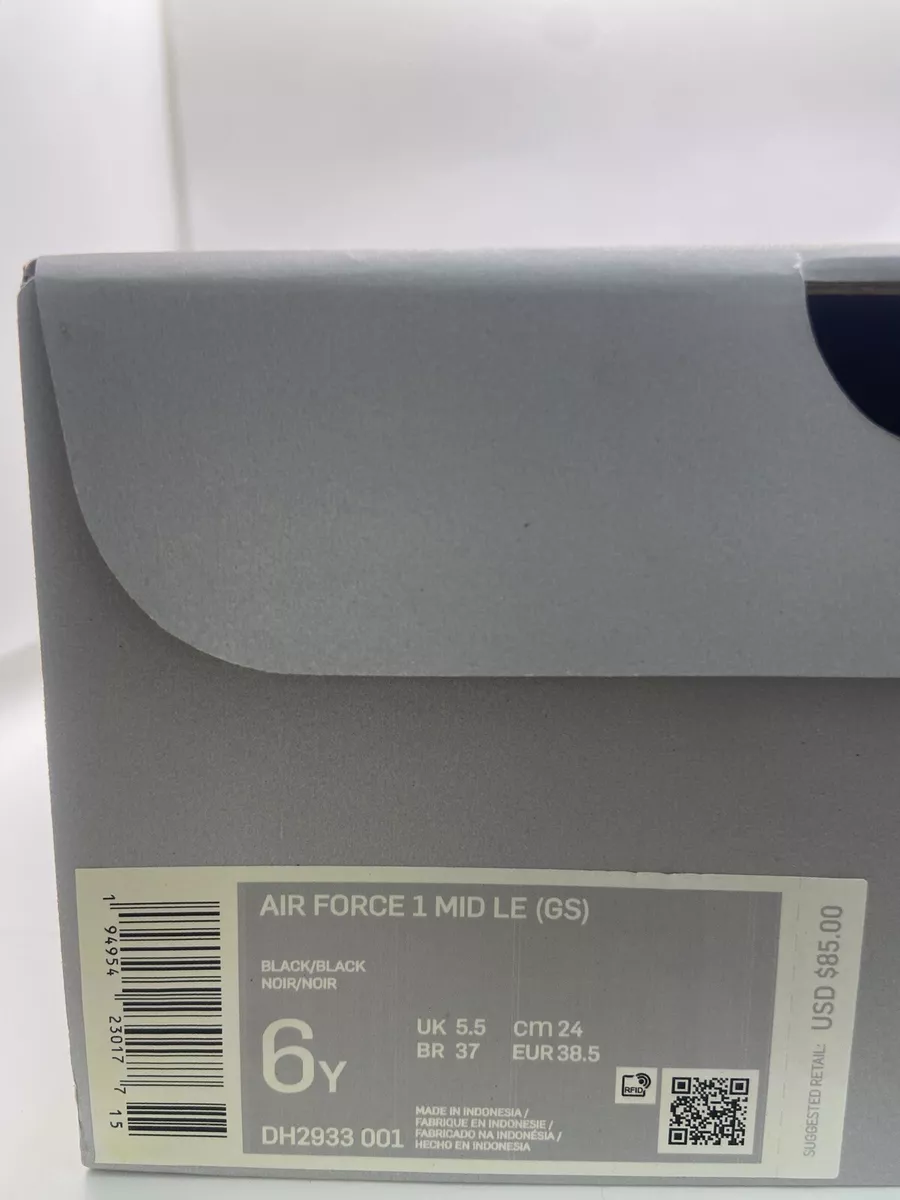 AIR FORCE 1 MID LE (GS)
BLACK/BLACK
NOIR/NOIR
6Y
UK 5.5 cm 24
BR 37 EUR 38.5
DH2933 001
MADE IN INDONESIA /
FABRIQUE EN INDONESIE /
FABRICADO NA INDONÉSIA /
HECHO EN INDONESIA
RFID
1 94954 23017 7 15
SUGGESTED RETAIL: USD $85.00